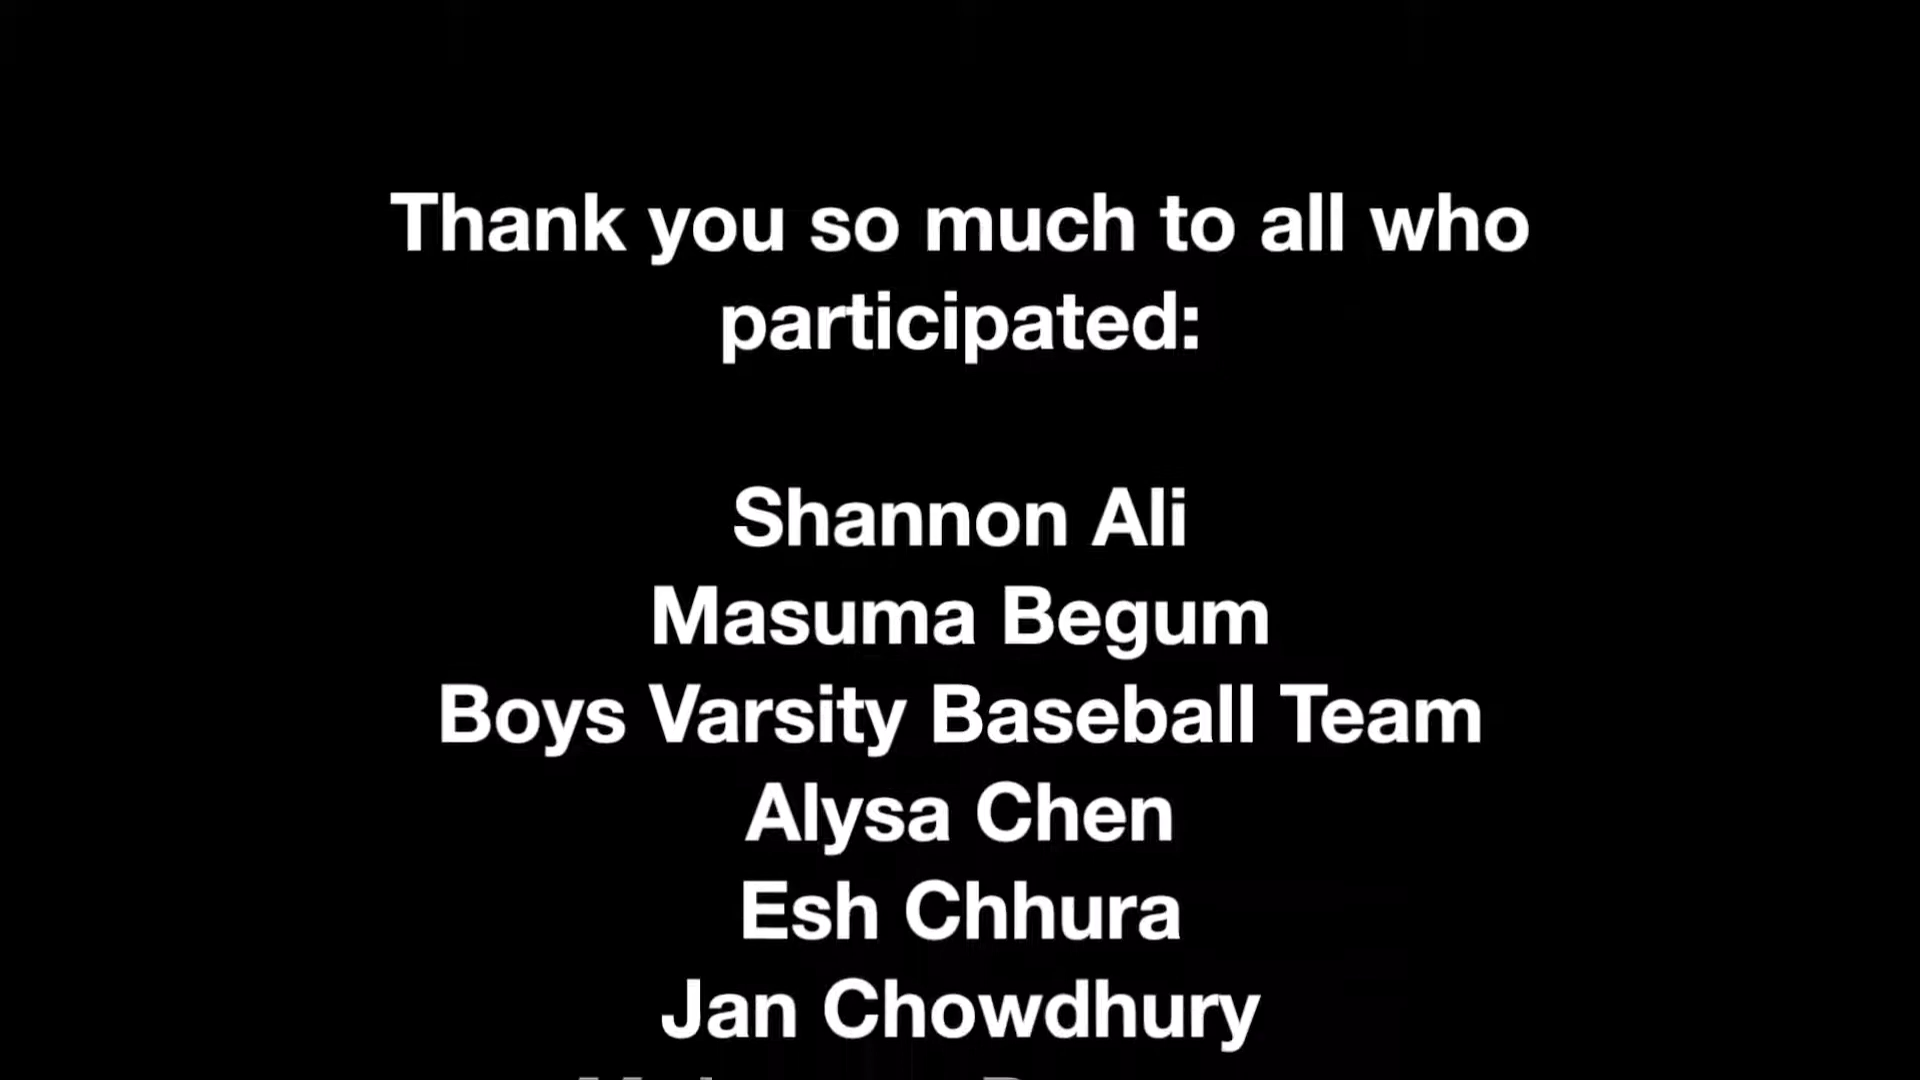 Thank you so much to all who
participated:
Shannon Ali
Masuma Begum
Boys Varsity Baseball Team
Alysa Chen
Esh Chhura
Jan Chowdhury